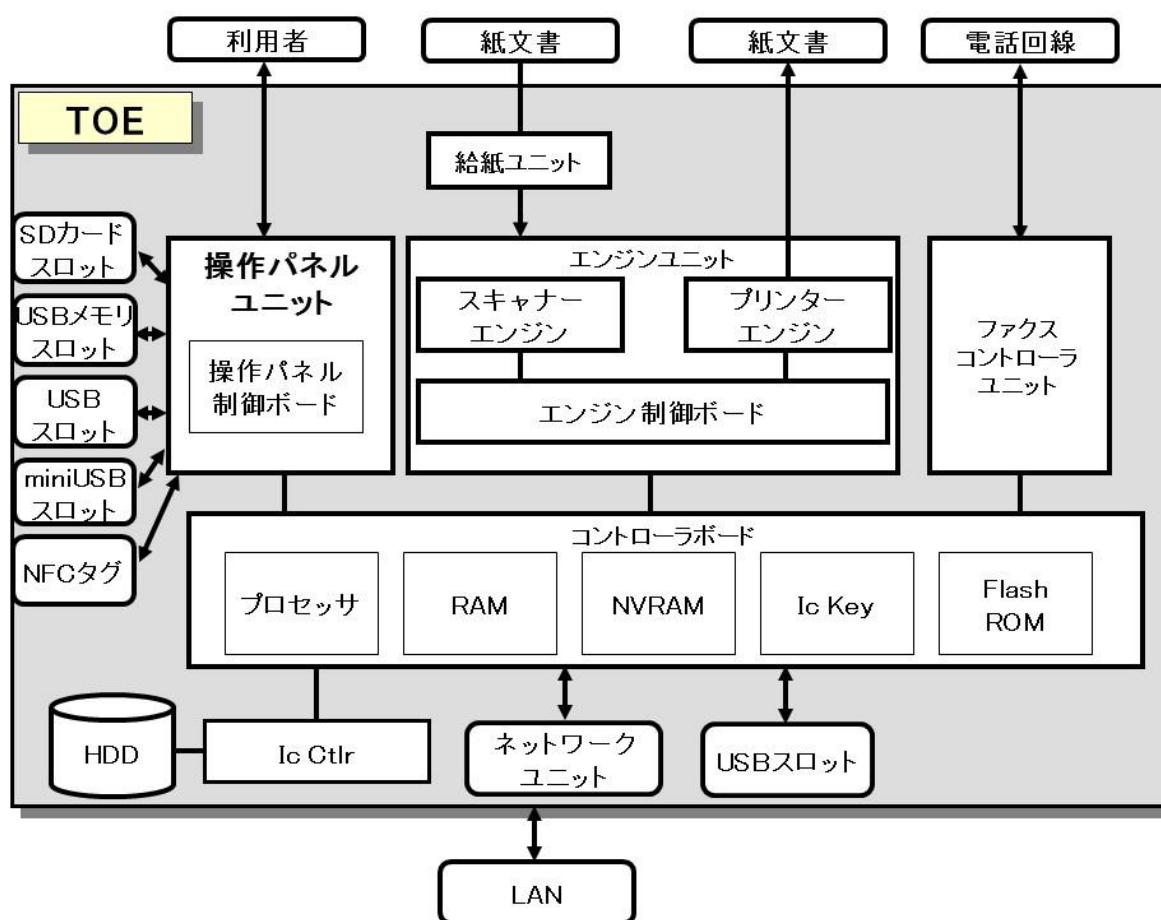 利用者
紙文書
紙文書
電話回線
TOE
給紙ユニット
SDカード
スロット
USBメモリ
スロット
USB
スロット
miniUSB
スロット
NFCタグ
操作パネル
ユニット
操作パネル
制御ボード
エンジンユニット
スキャナー
エンジン
プリンター
エンジン
エンジン制御ボード
ファクス
コントローラ
ユニット
コントローラボード
プロセッサ
RAM
NVRAM
Ic Key
Flash
ROM
HDD
Ic Ctlr
ネットワーク
ユニット
USBスロット
LAN